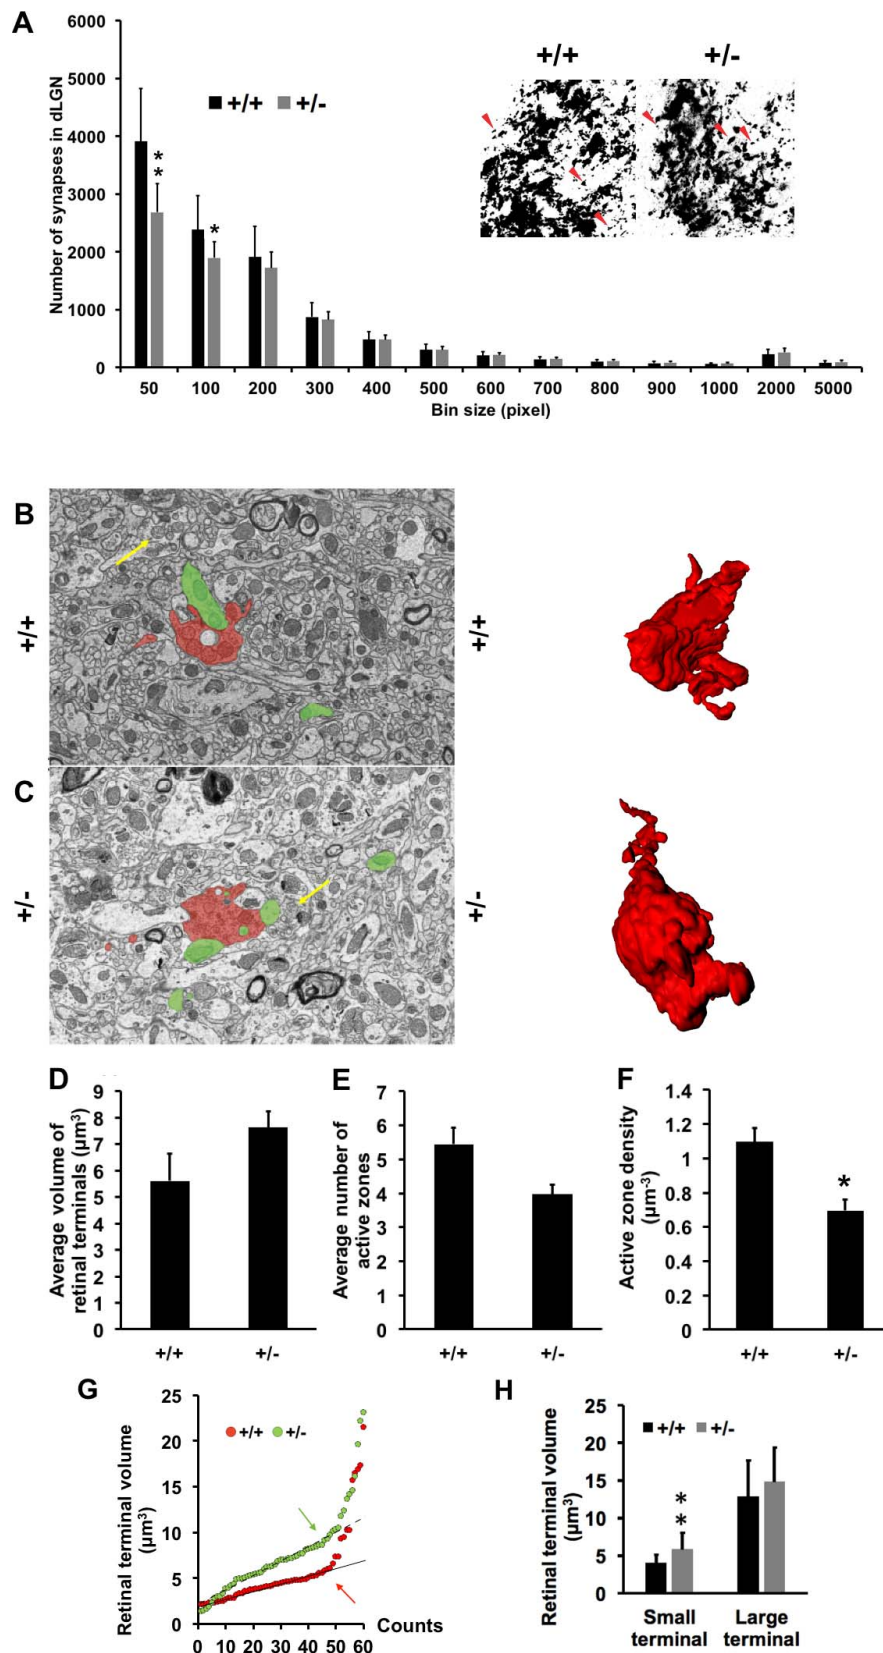 A
6000
5000
4000
3000
2000
1000
0
Number of synapses in dLGN
+/+ +/-
+/+ +/-
* *
*
50 100 200 300 400 500 600 700 800 900 1000 2000 5000
Bin size (pixel)
B
+/+
+/+
C
+/-
+/-
D
9
8
7
6
5
4
3
2
1
0
Average volume of
retinal terminals (µm³)
+/+ +/-
E
7
6
5
4
3
2
1
0
Average number of
active zones
+/+ +/-
F
1.4
1.2
1
0.8
0.6
0.4
0.2
0
Active zone density
(µm⁻³)
*
+/+ +/-
G
25
20
15
10
5
0
Retinal terminal volume
(µm³)
+/+ +/-
0 10 20 30 40 50 60
Counts
H
25
20
15
10
5
0
Retinal terminal volume
(µm³)
+/+ +/-
* *
Small
terminal
Large
terminal